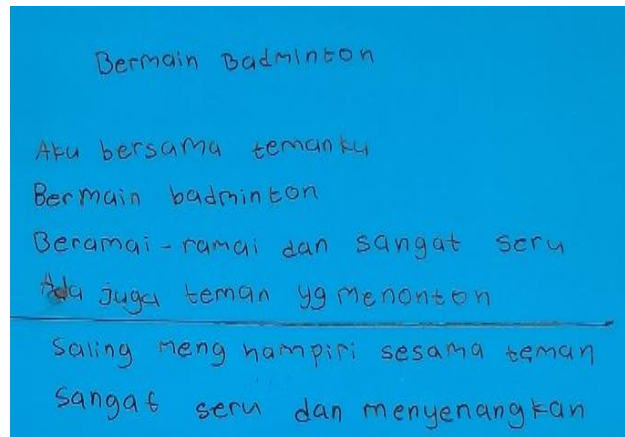 Bermain Badminton
Aku bersama temanku
Bermain badminton
Beramai-ramai dan sangat seru
Ada juga teman yg menonton
Saling meng hampiri sesama teman
Sangat seru dan menyenangkan